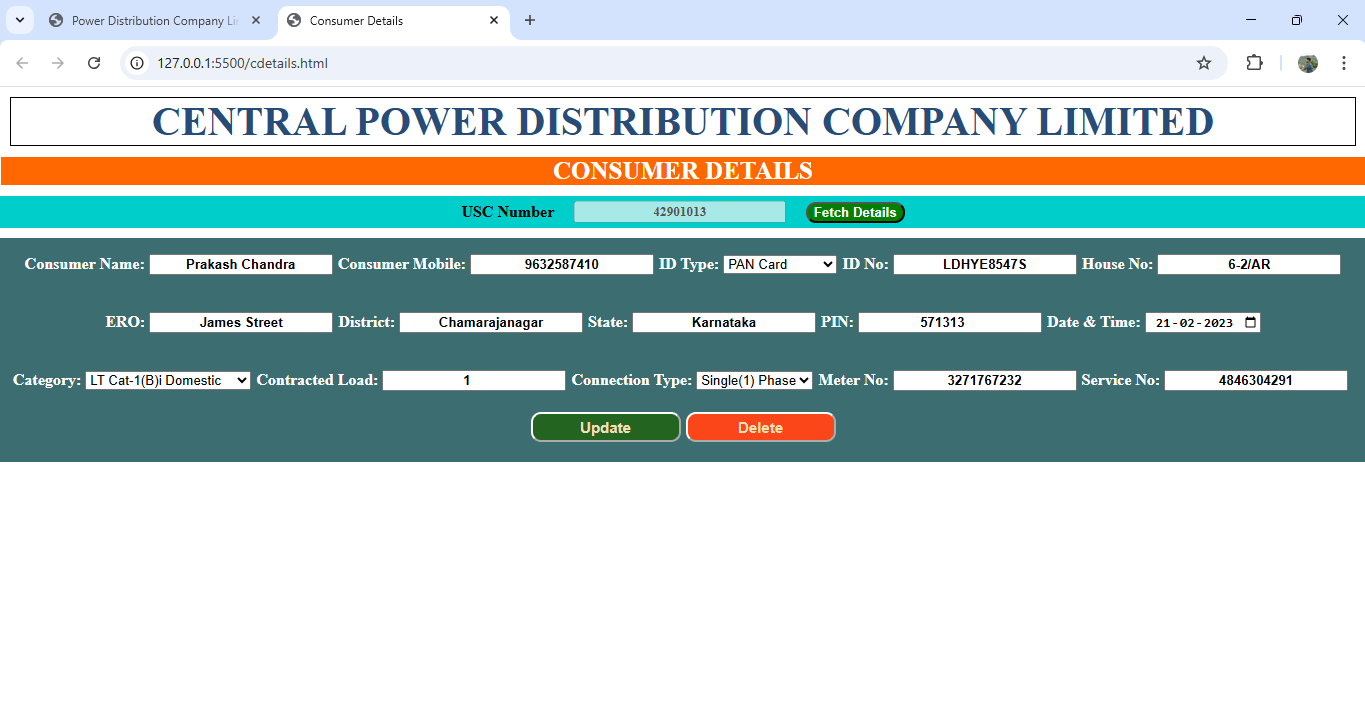 Power Distribution Company Li
Consumer Details
127.0.0.1:5500/cdetails.html
CENTRAL POWER DISTRIBUTION COMPANY LIMITED
CONSUMER DETAILS
USC Number 42901013 Fetch Details
Consumer Name: Prakash Chandra Consumer Mobile: 9632587410 ID Type: PAN Card ID No: LDHYE8547S House No: 6-2/AR
ERO: James Street District: Chamarajanagar State: Karnataka PIN: 571313 Date & Time: 21-02-2023
Category: LT Cat-1(B)i Domestic Contracted Load: 1 Connection Type: Single(1) Phase Meter No: 3271767232 Service No: 4846304291
Update Delete